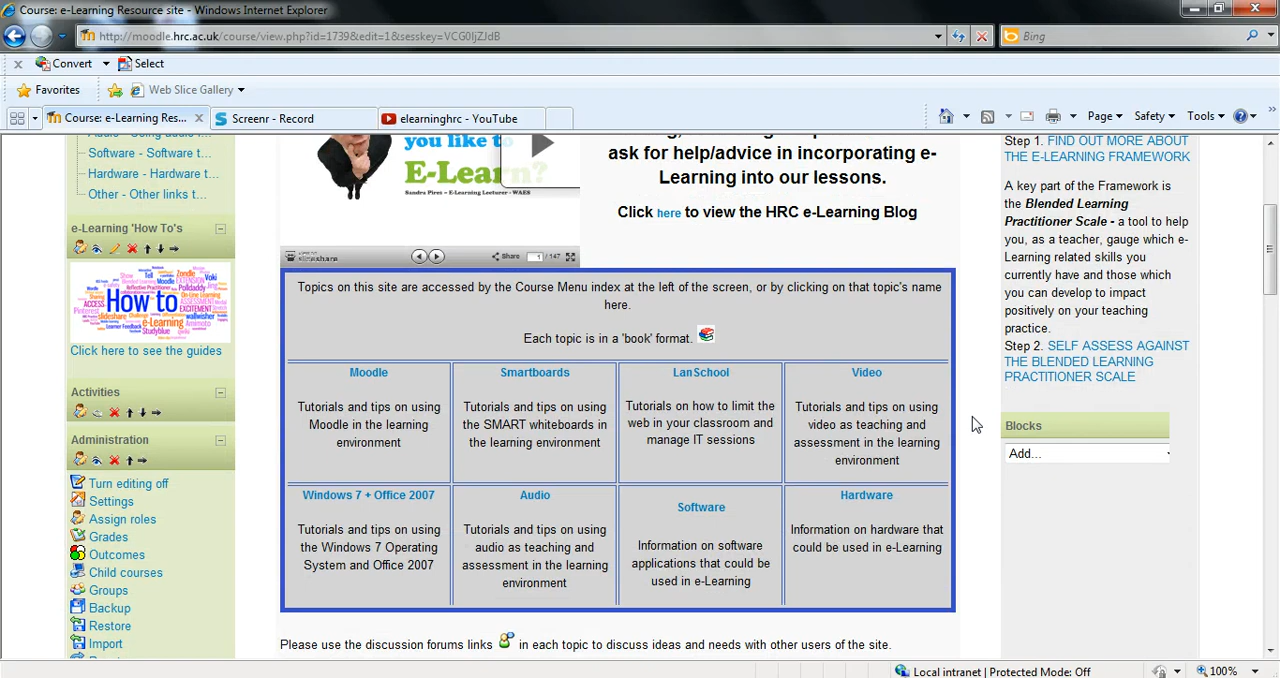 Course: e-Learning Resource site - Windows Internet Explorer
http://moodle.hrc.ac.uk/course/view.php?id=1739&edit=1&sesskey=VCG0IjZJdB
Bing
Convert Select
Favorites Web Slice Gallery
Course: e-Learning Res... Screenr - Record elearninghrc - YouTube
Page Safety Tools
Software - Software t...
Hardware - Hardware t...
Other - Other links t...
e-Learning 'How To's
How to
e-Learning
Click here to see the guides
Activities
Administration
Turn editing off
Settings
Assign roles
Grades
Outcomes
Child courses
Groups
Backup
Restore
Import
you like to
E-Learn?
Sandra Pires - E-Learning Lecturer - WAES
slideshare
Share 1 / 147
ask for help/advice in incorporating e-
Learning into our lessons.
Click here to view the HRC e-Learning Blog
Topics on this site are accessed by the Course Menu index at the left of the screen, or by clicking on that topic's name
here.
Each topic is in a 'book' format.
Moodle
Tutorials and tips on using
Moodle in the learning
environment
Smartboards
Tutorials and tips on using
the SMART whiteboards in
the learning environment
LanSchool
Tutorials on how to limit the
web in your classroom and
manage IT sessions
Video
Tutorials and tips on using
video as teaching and
assessment in the learning
environment
Windows 7 + Office 2007
Tutorials and tips on using
the Windows 7 Operating
System and Office 2007
Audio
Tutorials and tips on using
audio as teaching and
assessment in the learning
environment
Software
Information on software
applications that could be
used in e-Learning
Hardware
Information on hardware that
could be used in e-Learning
Please use the discussion forums links in each topic to discuss ideas and needs with other users of the site.
Step 1. FIND OUT MORE ABOUT
THE E-LEARNING FRAMEWORK
A key part of the Framework is
the Blended Learning
Practitioner Scale - a tool to help
you, as a teacher, gauge which e-
Learning related skills you
currently have and those which
you can develop to impact
positively on your teaching
practice.
Step 2. SELF ASSESS AGAINST
THE BLENDED LEARNING
PRACTITIONER SCALE
Blocks
Add...
Local intranet | Protected Mode: Off
100%